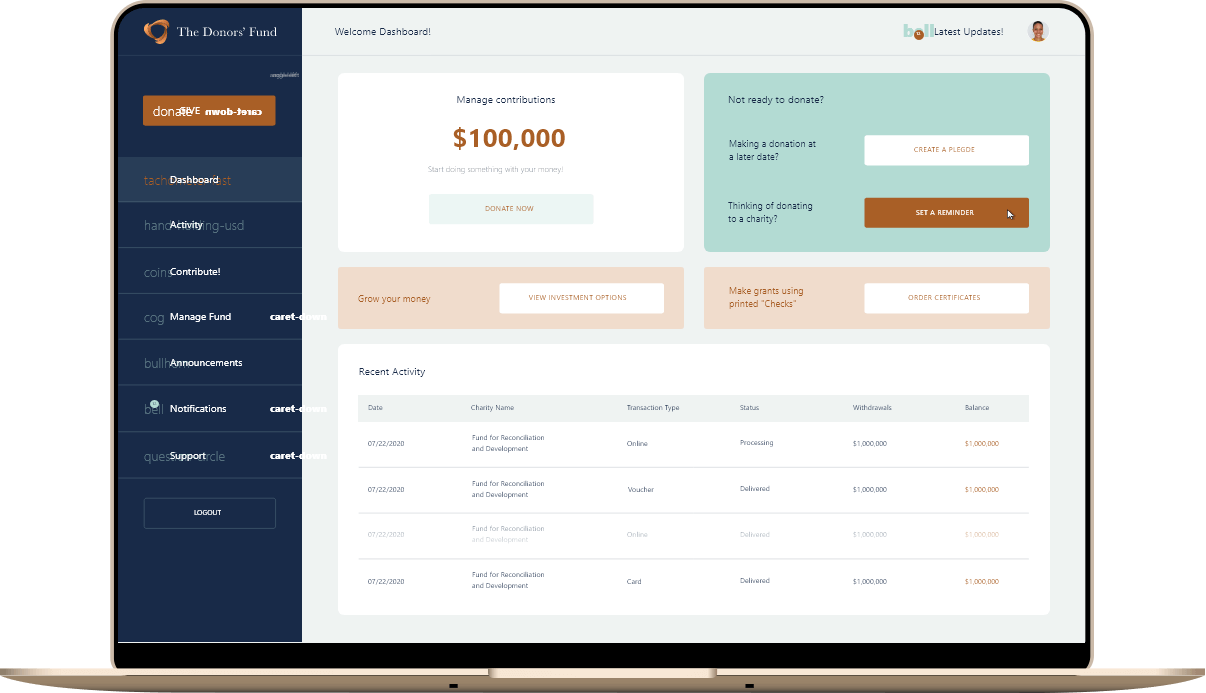 The Donors' Fund
Welcome Dashboard!
Latest Updates!
donate GIVE caret-down
Dashboard
Activity
coins Contribute!
cog Manage Fund caret-down
Announcements
bell Notifications caret-down
Support caret-down
LOGOUT
Manage contributions
$100,000
Start doing something with your money!
DONATE NOW
Not ready to donate?
Making a donation at
a later date?
CREATE A PLEGDE
Thinking of donating
to a charity?
SET A REMINDER
Grow your money
VIEW INVESTMENT OPTIONS
Make grants using
printed "Checks"
ORDER CERTIFICATES
Recent Activity
Date Charity Name Transaction Type Status Withdrawals Balance
07/22/2020 Fund for Reconciliation Online Processing $1,000,000 $1,000,000
and Development
07/22/2020 Fund for Reconciliation Voucher Delivered $1,000,000 $1,000,000
and Development
07/22/2020 Fund for Reconciliation Online Delivered $1,000,000 $1,000,000
and Development
07/22/2020 Fund for Reconciliation Card Delivered $1,000,000 $1,000,000
and Development